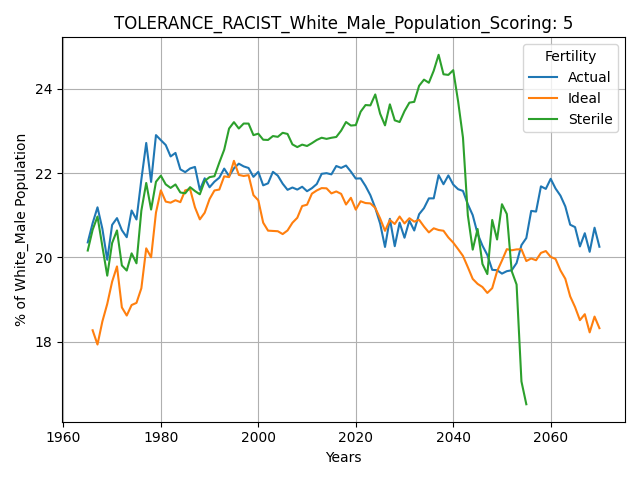 TOLERANCE_RACIST_White_Male_Population_Scoring: 5
% of White_Male Population
24
22
20
18
Fertility
Actual
Ideal
Sterile
1960 1980 2000 2020 2040 2060
Years